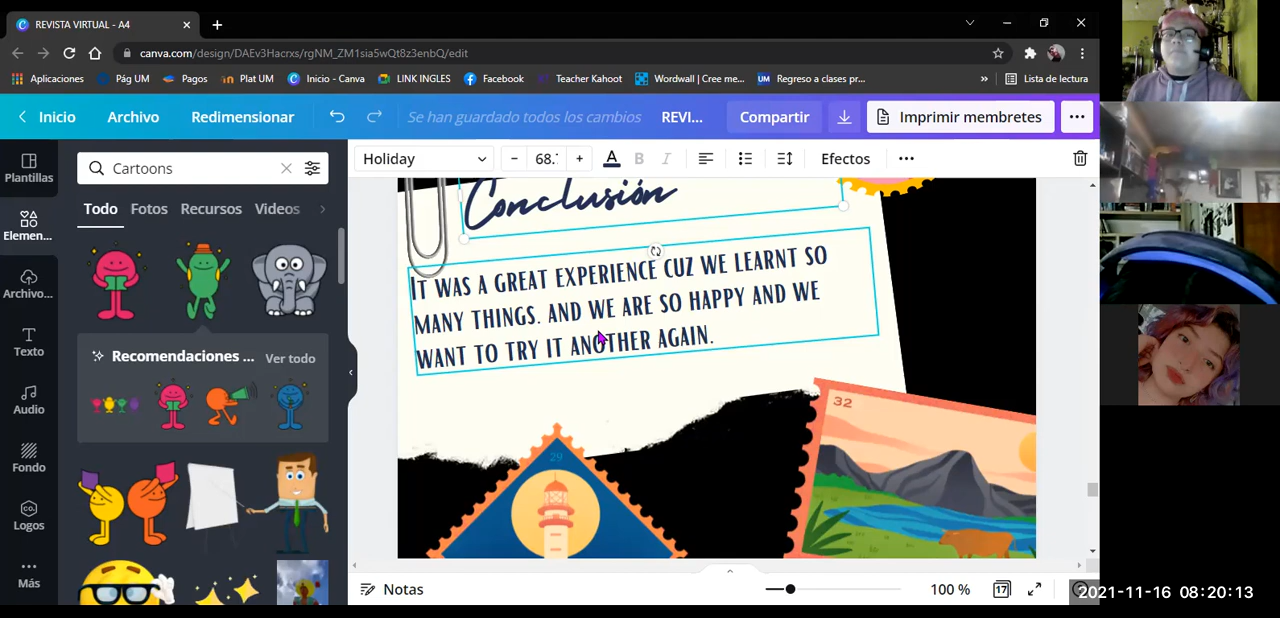 REVISTA VIRTUAL - A4
canva.com/design/DAEv3Hacrxs/rgNM_ZM1sia5wQt8z3enbQ/edit
Aplicaciones
Pág UM
Pagos
Plat UM
Inicio - Canva
LINK INGLES
Facebook
Teacher Kahoot
Wordwall | Cree me...
UM
Regreso a clases pr...
»
Lista de lectura
Inicio
Archivo
Redimensionar
Se han guardado todos los cambios
REVI...
Compartir
Imprimir membretes
Plantillas
Elemen...
Archivo...
Texto
Audio
Fondo
Logos
Más
Cartoons
Todo
Fotos
Recursos
Videos
Recomendaciones ...
Ver todo
Holiday
68.
A
B
I
Efectos
Conclusión
IT WAS A GREAT EXPERIENCE CUZ WE LEARNT SO
MANY THINGS. AND WE ARE SO HAPPY AND WE
WANT TO TRY IT ANOTHER AGAIN.
29
32
Notas
100 %
17
2021-11-16 08:20:13